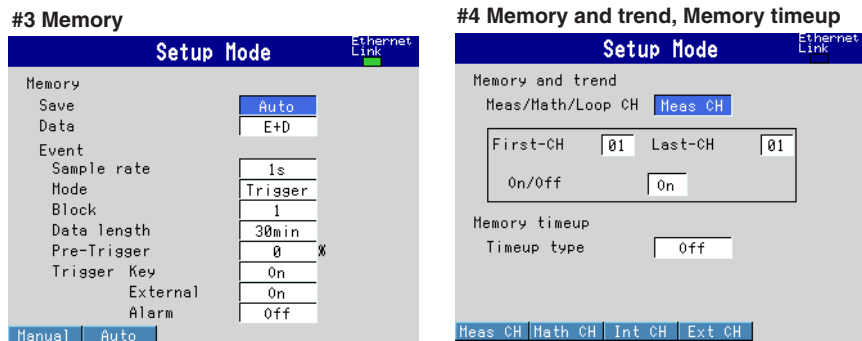 #3 Memory
Setup Mode
Ethernet
Link
Memory
Save Auto
Data E+D
Event
Sample rate 1s
Mode Trigger
Block 1
Data length 30min
Pre-Trigger 0 %
Trigger Key On
External On
Alarm Off
Manual Auto
#4 Memory and trend, Memory timeup
Setup Mode
Ethernet
Link
Memory and trend
Meas/Math/Loop CH Meas CH
First-CH 01 Last-CH 01
On/Off On
Memory timeup
Timeup type Off
Meas CH Math CH Int CH Ext CH